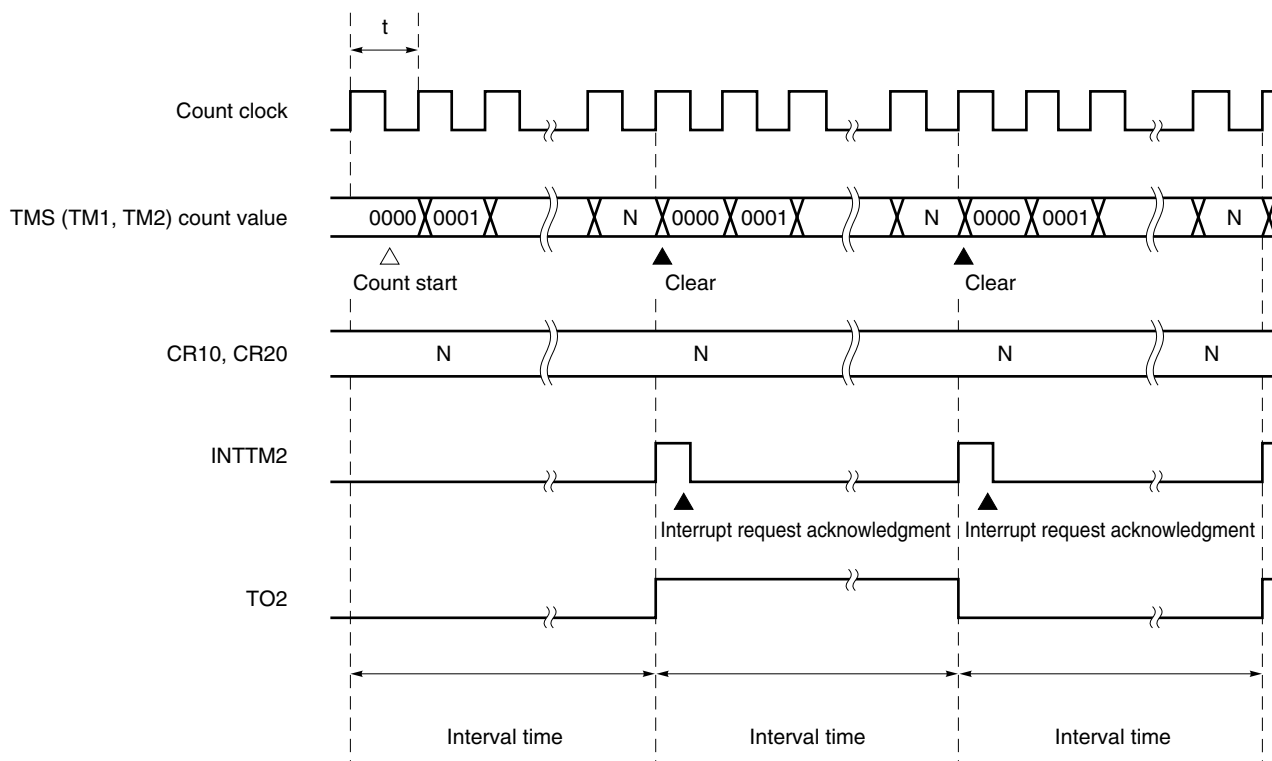 t
Count clock
TMS (TM1, TM2) count value
0000 0001 N 0000 0001 N 0000 0001 N
Count start Clear Clear
CR10, CR20
N N N N
INTTM2
Interrupt request acknowledgment Interrupt request acknowledgment
TO2
Interval time Interval time Interval time